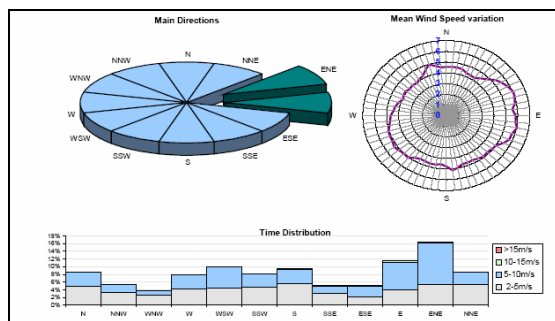 Main Directions
Mean Wind Speed variation
N
NNW
NNE
WNW
ENE
W
WSW
ESE
SSW
SSE
S
N
7
6
5
4
3
2
1
0
W
E
S
Time Distribution
18%
16%
14%
12%
10%
8%
6%
4%
2%
0%
>15m/s
10-15m/s
5-10m/s
2-5m/s
N NNW WNW W WSW SSW S SSE ESE E ENE NNE